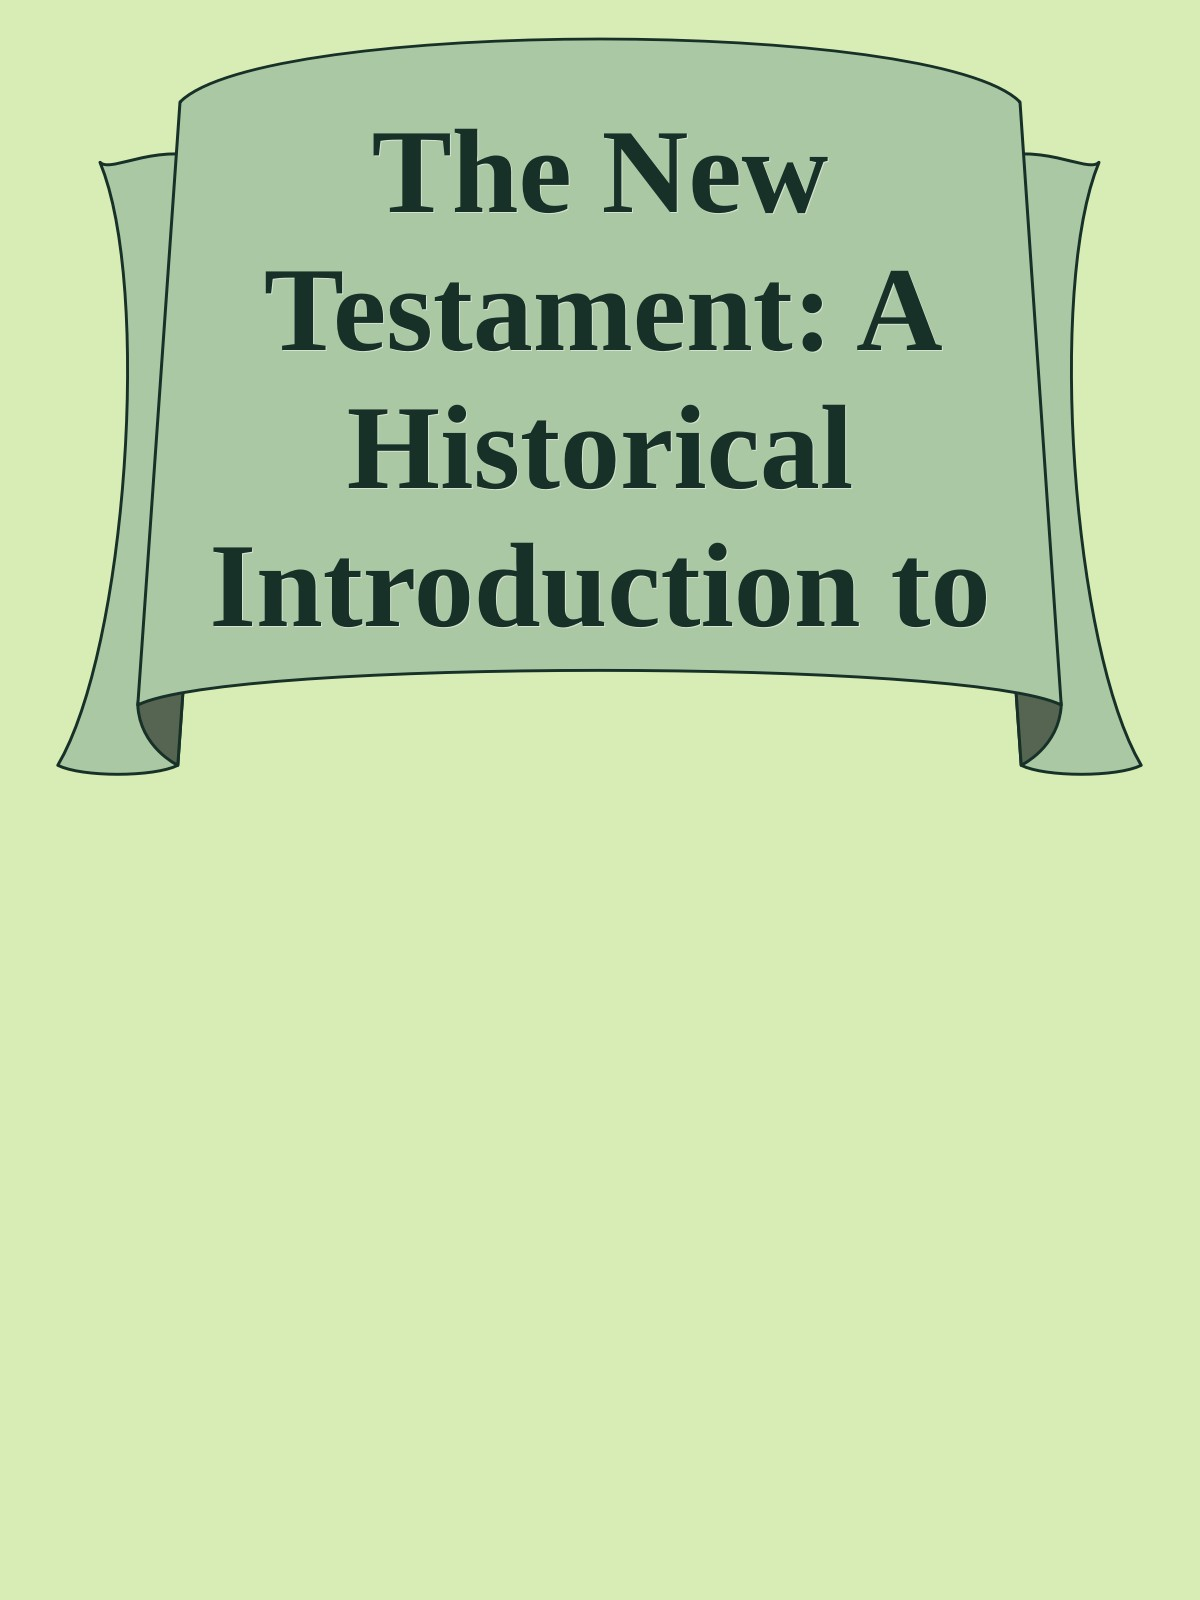 The New
Testament: A
Historical
Introduction to